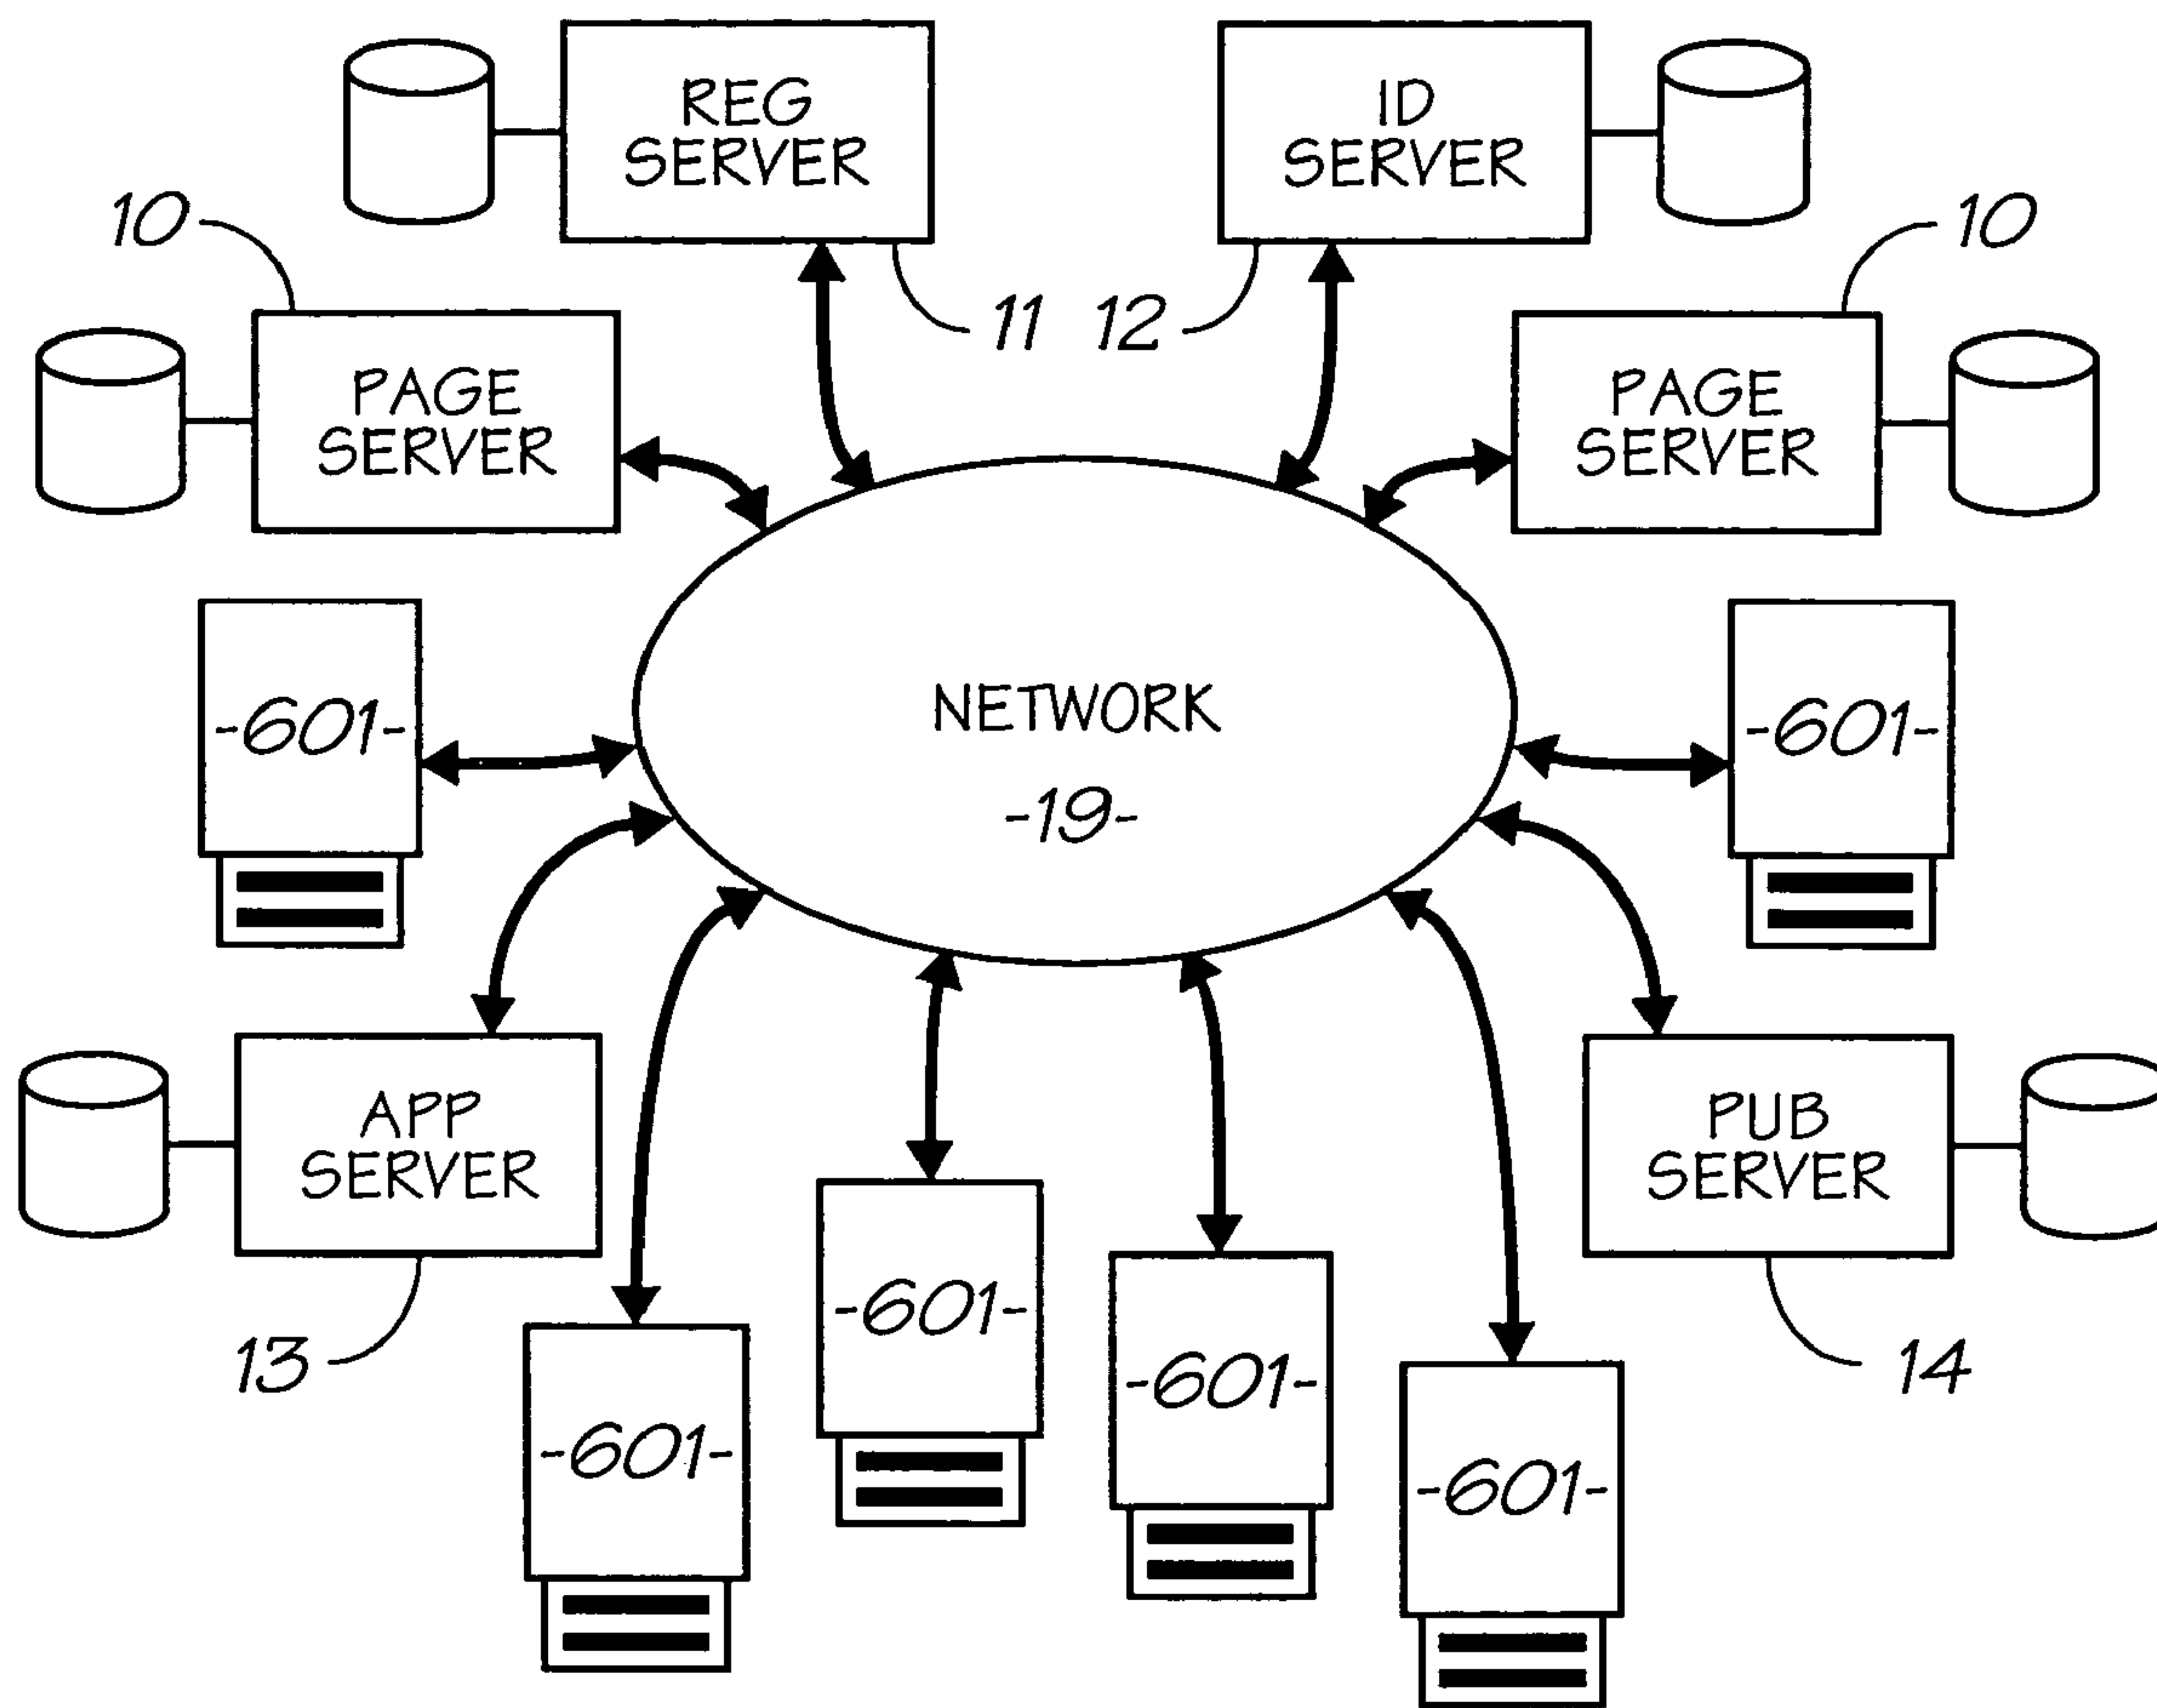 REG
SERVER
ID
SERVER
10
10
11
12
PAGE
SERVER
PAGE
SERVER
-601-
NETWORK
-19-
-601-
APP
SERVER
PUB
SERVER
13
-601-
-601-
-601-
-601-
14